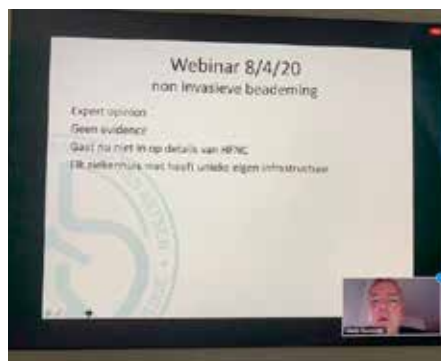 Webinar 8/4/20
non invasieve beademing
Expert opinion
Geen evidence
Gaat nu niet in op details van HFNC
Elk ziekenhuis met heeft unieke eigen infrastructuur